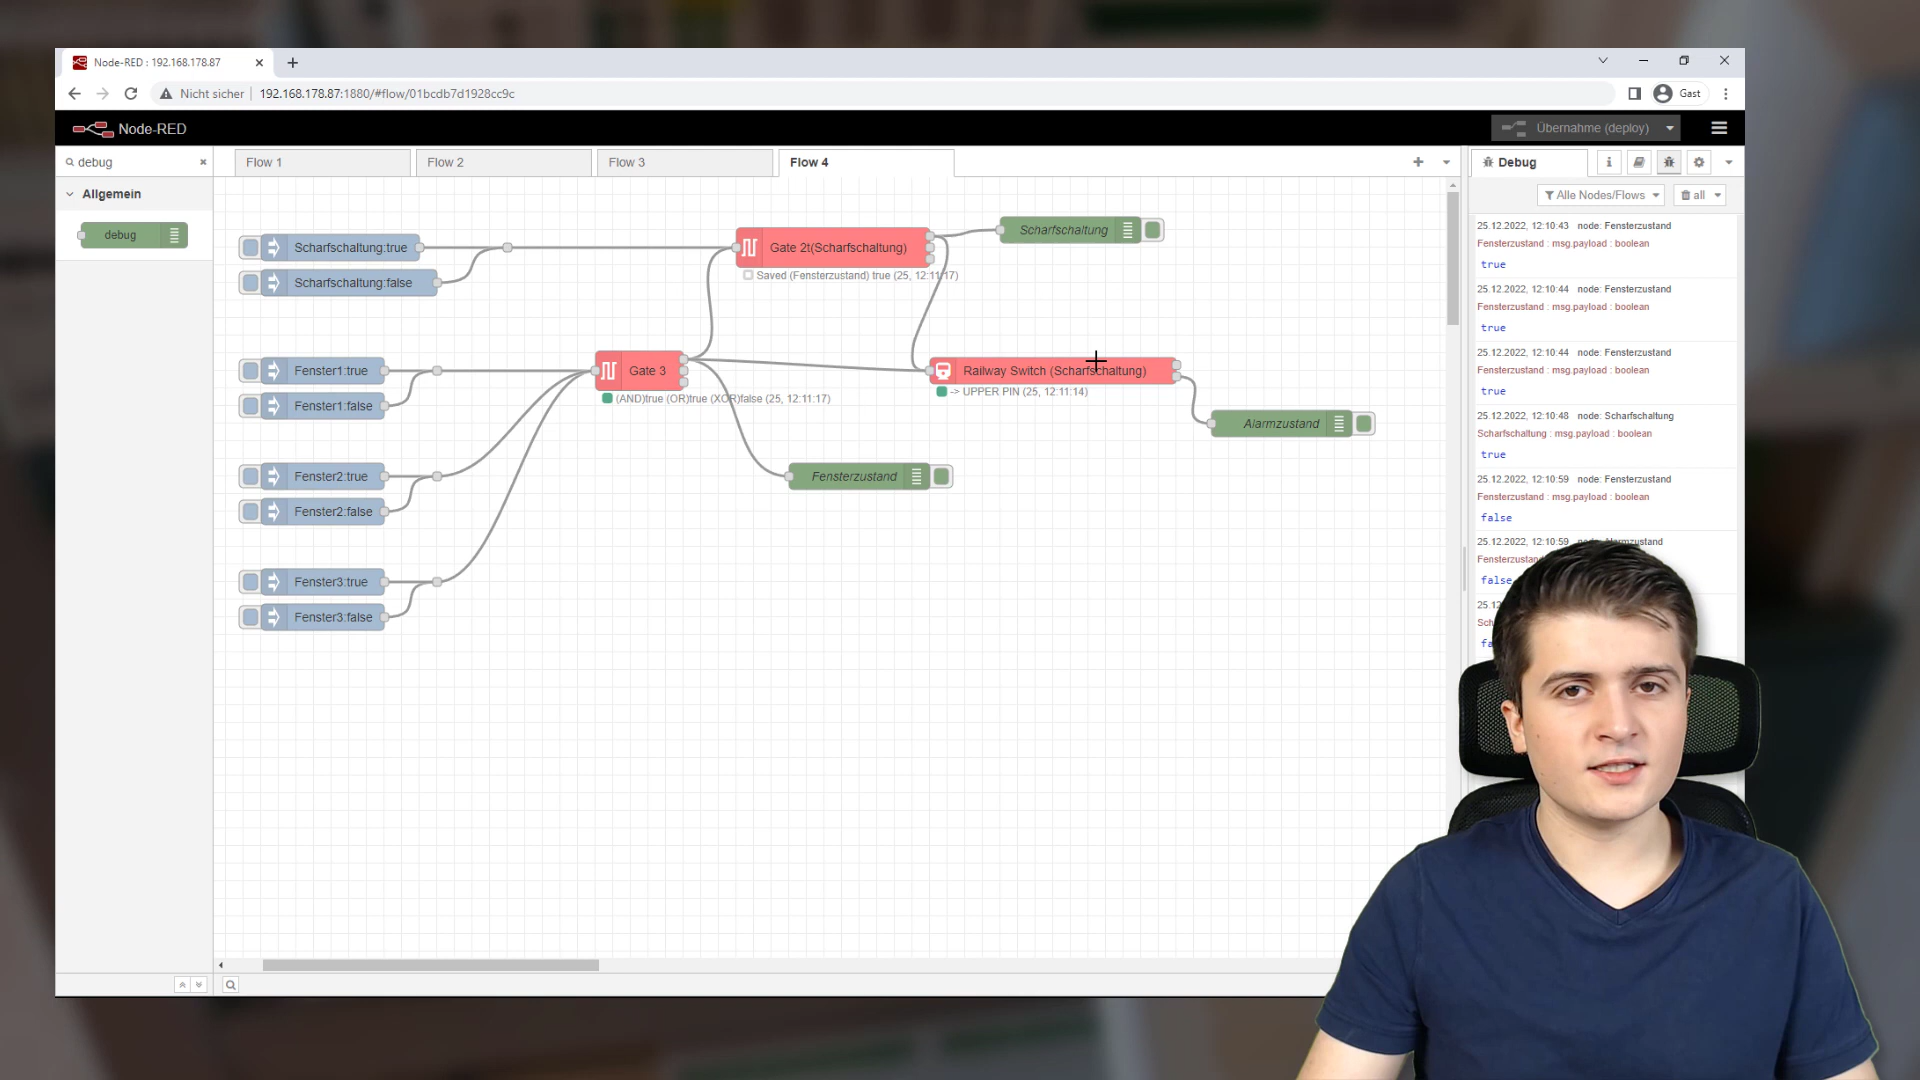 Node-RED : 192.168.178.87
Nicht sicher
192.168.178.87:1880/#flow/01bcdb7d1928cc9c
Gast
Node-RED
Übernahme (deploy)
debug
Flow 1
Flow 2
Flow 3
Flow 4
Debug
Allgemein
debug
Alle Nodes/Flows
all
Scharfschaltung:true
Scharfschaltung:false
Gate 2t(Scharfschaltung)
Saved (Fensterzustand) true (25, 12:11:17)
Scharfschaltung
Fenster1:true
Fenster1:false
Gate 3
(AND)true (OR)true (XOR)false (25, 12:11:17)
Railway Switch (Scharfschaltung)
-> UPPER PIN (25, 12:11:14)
Alarmzustand
Fenster2:true
Fenster2:false
Fensterzustand
Fenster3:true
Fenster3:false
25.12.2022, 12:10:43 node: Fensterzustand
Fensterzustand : msg.payload : boolean
true
25.12.2022, 12:10:44 node: Fensterzustand
Fensterzustand : msg.payload : boolean
true
25.12.2022, 12:10:44 node: Fensterzustand
Fensterzustand : msg.payload : boolean
true
25.12.2022, 12:10:48 node: Scharfschaltung
Scharfschaltung : msg.payload : boolean
true
25.12.2022, 12:10:59 node: Fensterzustand
Fensterzustand : msg.payload : boolean
false
25.12.2022, 12:10:59 node: Alarmzustand
Fensterzustand
false
25.12
Sch
fa